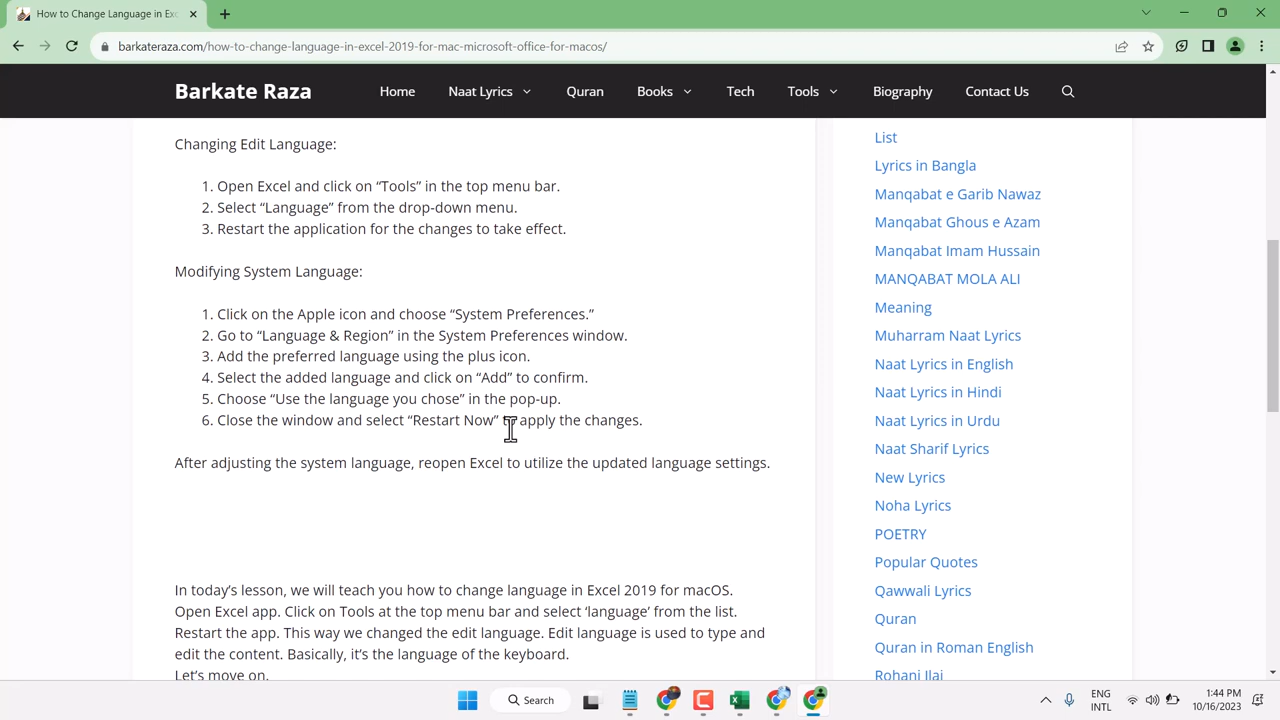 How to Change Language in Exc
barkateraza.com/how-to-change-language-in-excel-2019-for-mac-microsoft-office-for-macos/
Barkate Raza
Home
Naat Lyrics
Quran
Books
Tech
Tools
Biography
Contact Us
Changing Edit Language:
1. Open Excel and click on “Tools” in the top menu bar.
2. Select “Language” from the drop-down menu.
3. Restart the application for the changes to take effect.
Modifying System Language:
1. Click on the Apple icon and choose “System Preferences.”
2. Go to “Language & Region” in the System Preferences window.
3. Add the preferred language using the plus icon.
4. Select the added language and click on “Add” to confirm.
5. Choose “Use the language you chose” in the pop-up.
6. Close the window and select “Restart Now” to apply the changes.
After adjusting the system language, reopen Excel to utilize the updated language settings.
In today’s lesson, we will teach you how to change language in Excel 2019 for macOS.
Open Excel app. Click on Tools at the top menu bar and select ‘language’ from the list.
Restart the app. This way we changed the edit language. Edit language is used to type and
edit the content. Basically, it’s the language of the keyboard.
Let’s move on.
List
Lyrics in Bangla
Manqabat e Garib Nawaz
Manqabat Ghous e Azam
Manqabat Imam Hussain
MANQABAT MOLA ALI
Meaning
Muharram Naat Lyrics
Naat Lyrics in English
Naat Lyrics in Hindi
Naat Lyrics in Urdu
Naat Sharif Lyrics
New Lyrics
Noha Lyrics
POETRY
Popular Quotes
Qawwali Lyrics
Quran
Quran in Roman English
Rohani Ilaj
Search
ENG
INTL
1:44 PM
10/16/2023